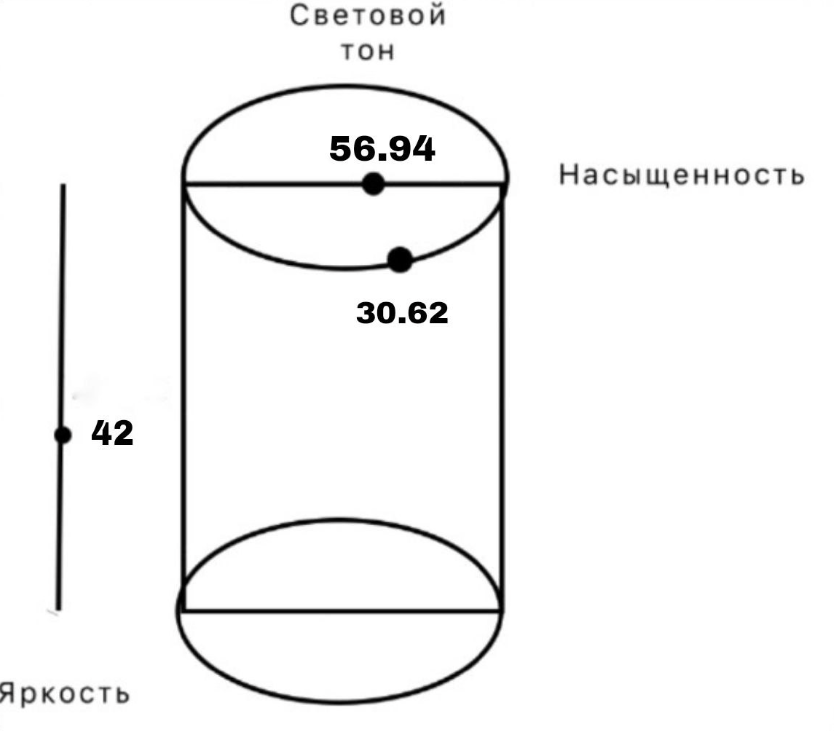 Световой
тон
56.94
Насыщенность
30.62
42
Яркость